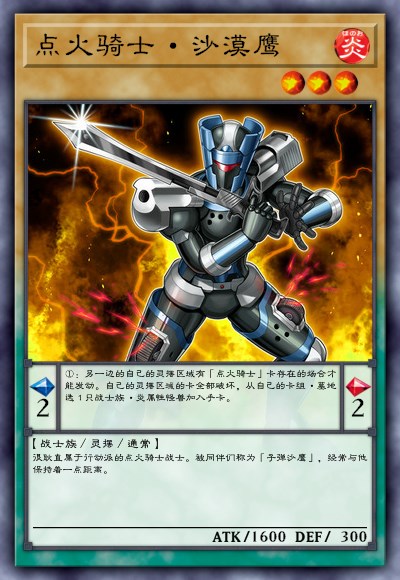 点火骑士·沙漠鹰
炎
①：另一边的自己的灵摆区域有「点火骑士」卡存在的场合才
能发动。自己的灵摆区域的卡全部破坏，从自己的卡组·墓地
选1只战士族·炎属性怪兽加入手卡。
2
2
【战士族／灵摆／通常】
很耿直属于行动派的点火骑士战士。被同伴们称为「子弹沙鹰」，经常与他
保持着一点距离。
ATK/1600 DEF/ 300